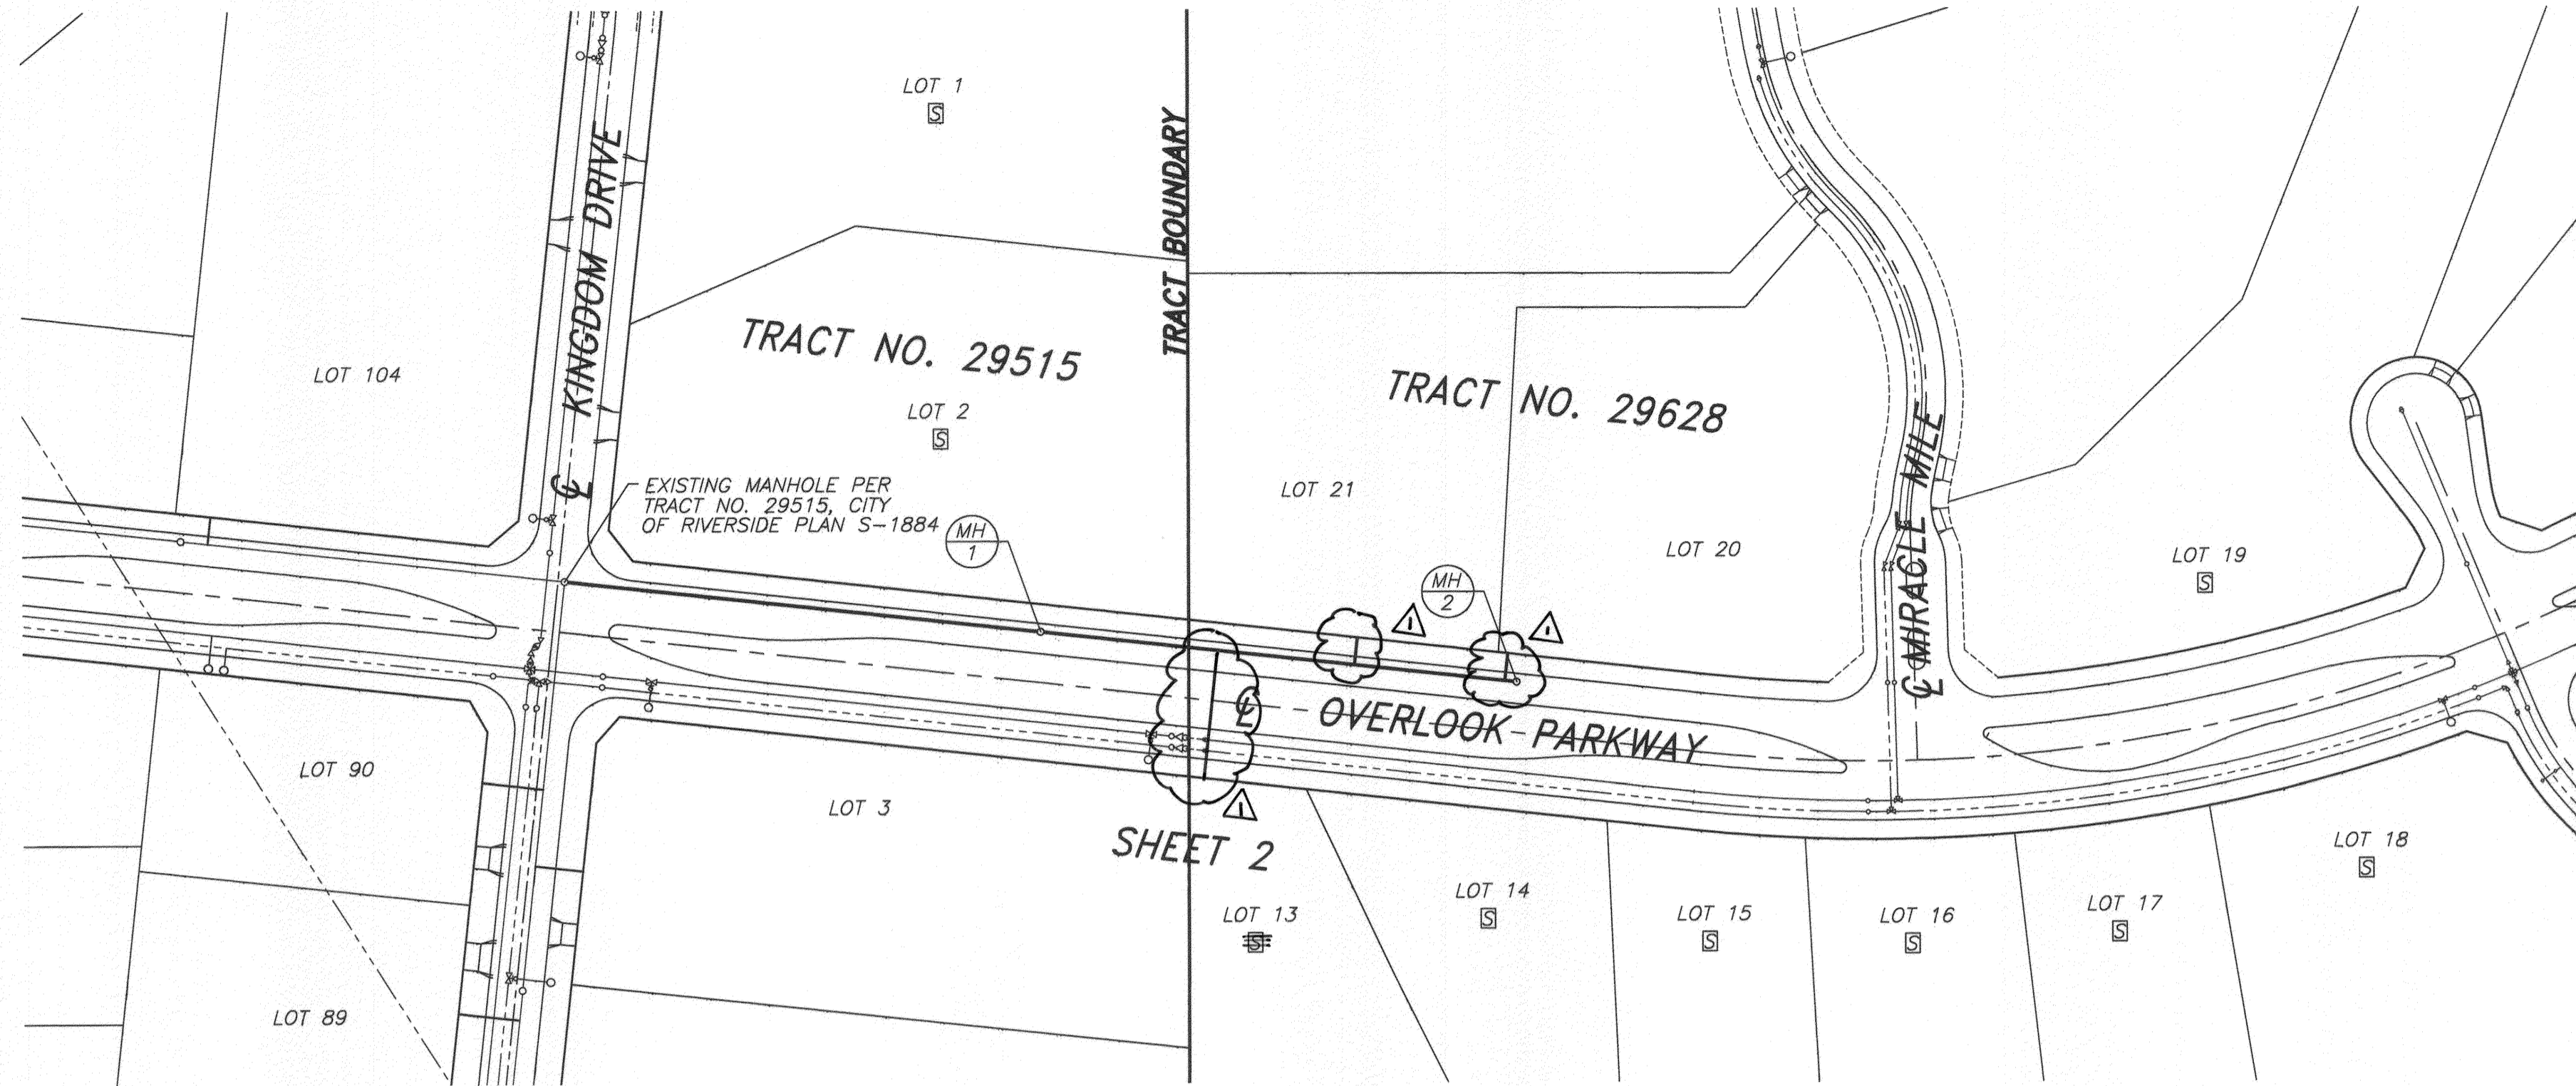 LOT 1
S
KINGDOM DRIVE
℄
TRACT BOUNDARY
TRACT NO. 29515
TRACT NO. 29628
LOT 104
LOT 2
S
EXISTING MANHOLE PER
TRACT NO. 29515, CITY
OF RIVERSIDE PLAN S-1884
MH
1
LOT 21
MH
2
LOT 20
℄ MIRACLE MILE
LOT 19
S
1
1
℄ OVERLOOK PARKWAY
1
LOT 90
LOT 3
SHEET 2
LOT 13
S
LOT 14
S
LOT 15
S
LOT 16
S
LOT 17
S
LOT 18
S
LOT 89